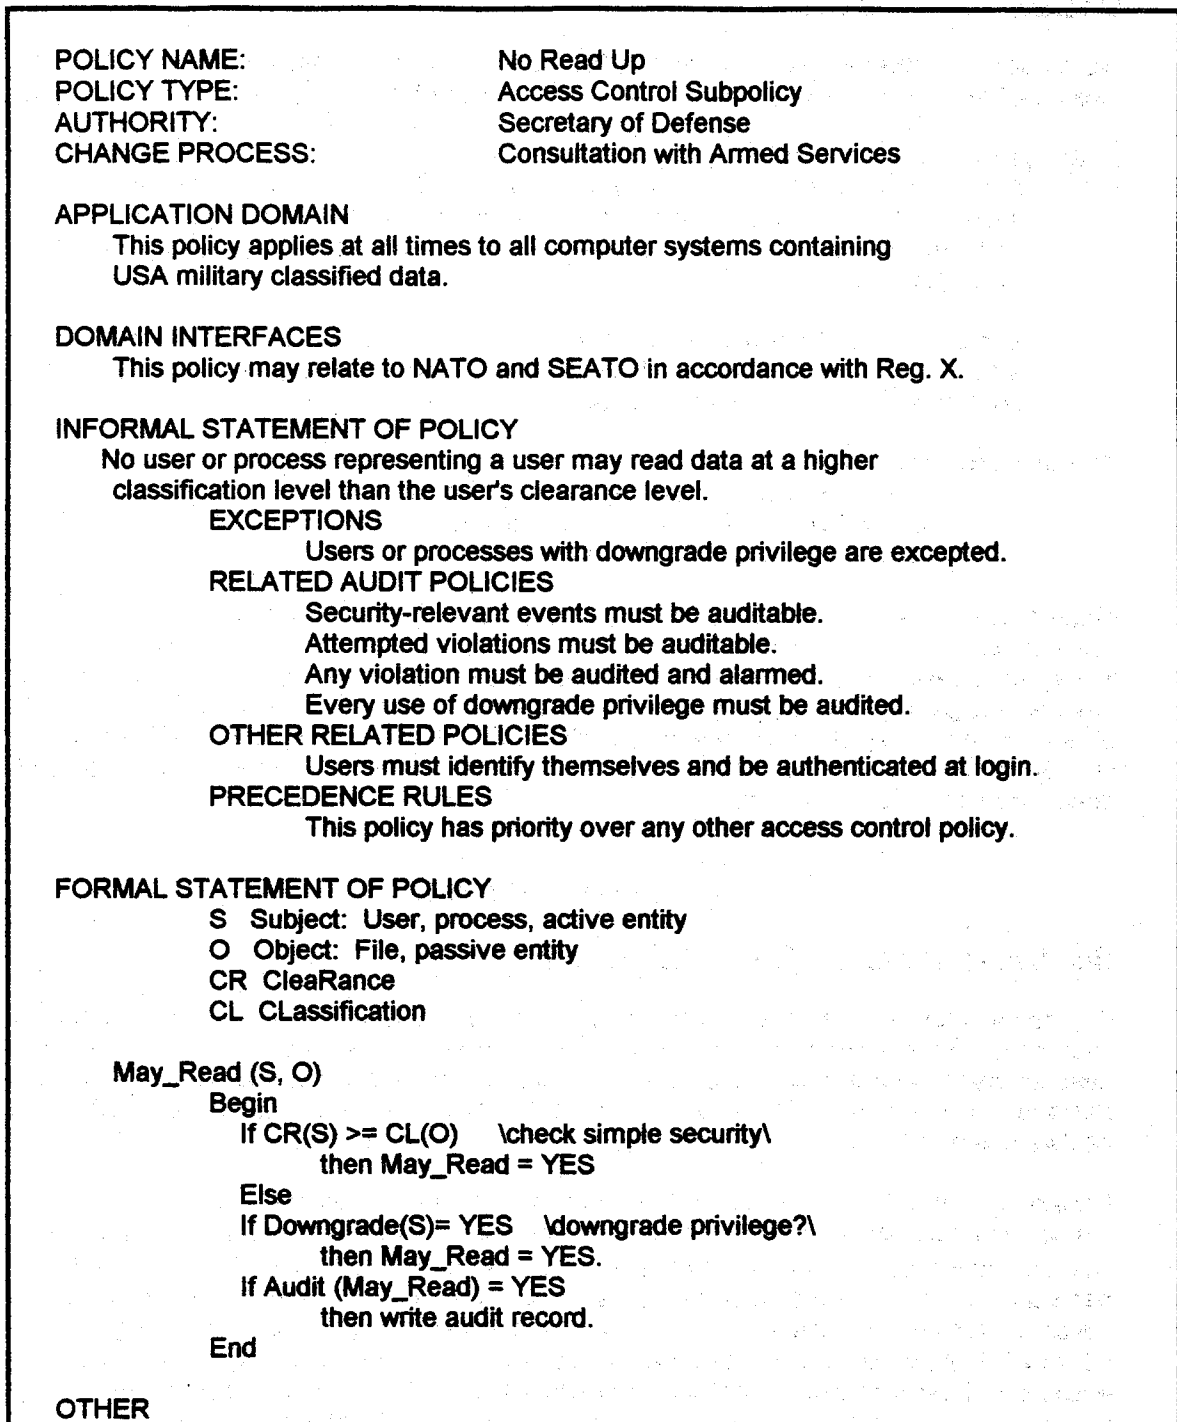 POLICY NAME: No Read Up
POLICY TYPE: Access Control Subpolicy
AUTHORITY: Secretary of Defense
CHANGE PROCESS: Consultation with Armed Services
APPLICATION DOMAIN
This policy applies at all times to all computer systems containing
USA military classified data.
DOMAIN INTERFACES
This policy may relate to NATO and SEATO in accordance with Reg. X.
INFORMAL STATEMENT OF POLICY
No user or process representing a user may read data at a higher
classification level than the user's clearance level.
EXCEPTIONS
Users or processes with downgrade privilege are excepted.
RELATED AUDIT POLICIES
Security-relevant events must be auditable.
Attempted violations must be auditable.
Any violation must be audited and alarmed.
Every use of downgrade privilege must be audited.
OTHER RELATED POLICIES
Users must identify themselves and be authenticated at login.
PRECEDENCE RULES
This policy has priority over any other access control policy.
FORMAL STATEMENT OF POLICY
S Subject: User, process, active entity
O Object: File, passive entity
CR CleaRance
CL CLassification
May_Read (S, O)
Begin
If CR(S) >= CL(O) \check simple security\
then May_Read = YES
Else
If Downgrade(S)= YES \downgrade privilege?\
then May_Read = YES.
If Audit (May_Read) = YES
then write audit record.
End
OTHER